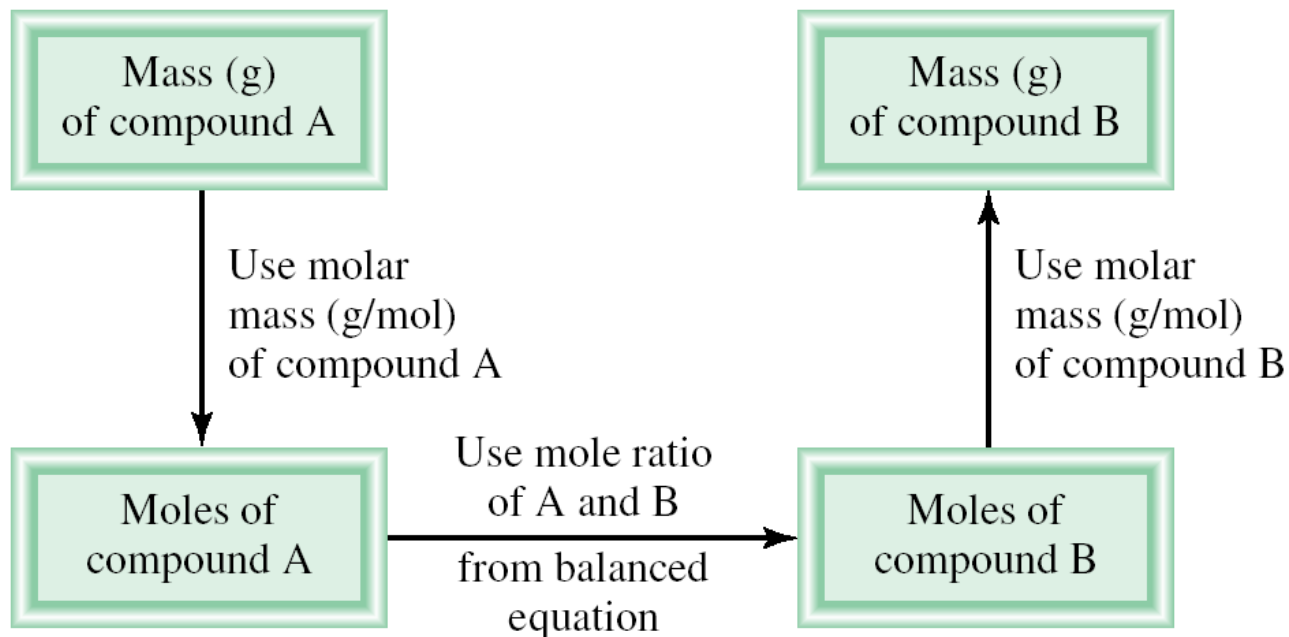 Mass (g)
of compound A
Mass (g)
of compound B
Use molar
mass (g/mol)
of compound A
Use molar
mass (g/mol)
of compound B
Moles of
compound A
Use mole ratio
of A and B
from balanced
equation
Moles of
compound B